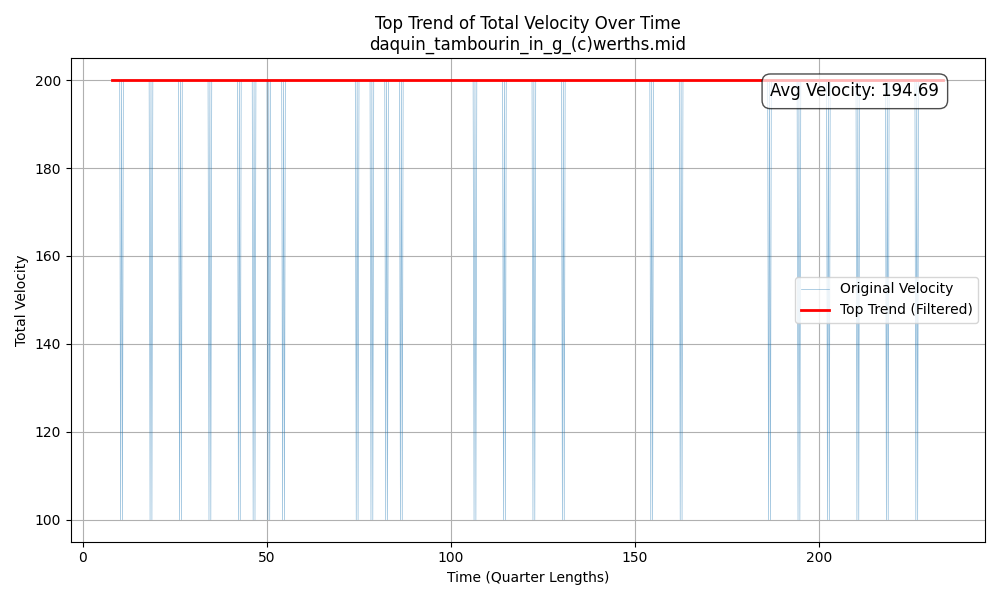 Top Trend of Total Velocity Over Time
daquin_tambourin_in_g_(c)werths.mid
Avg Velocity: 194.69
200
180
160
140
120
100
Total Velocity
Original Velocity
Top Trend (Filtered)
0
50
100
150
200
Time (Quarter Lengths)